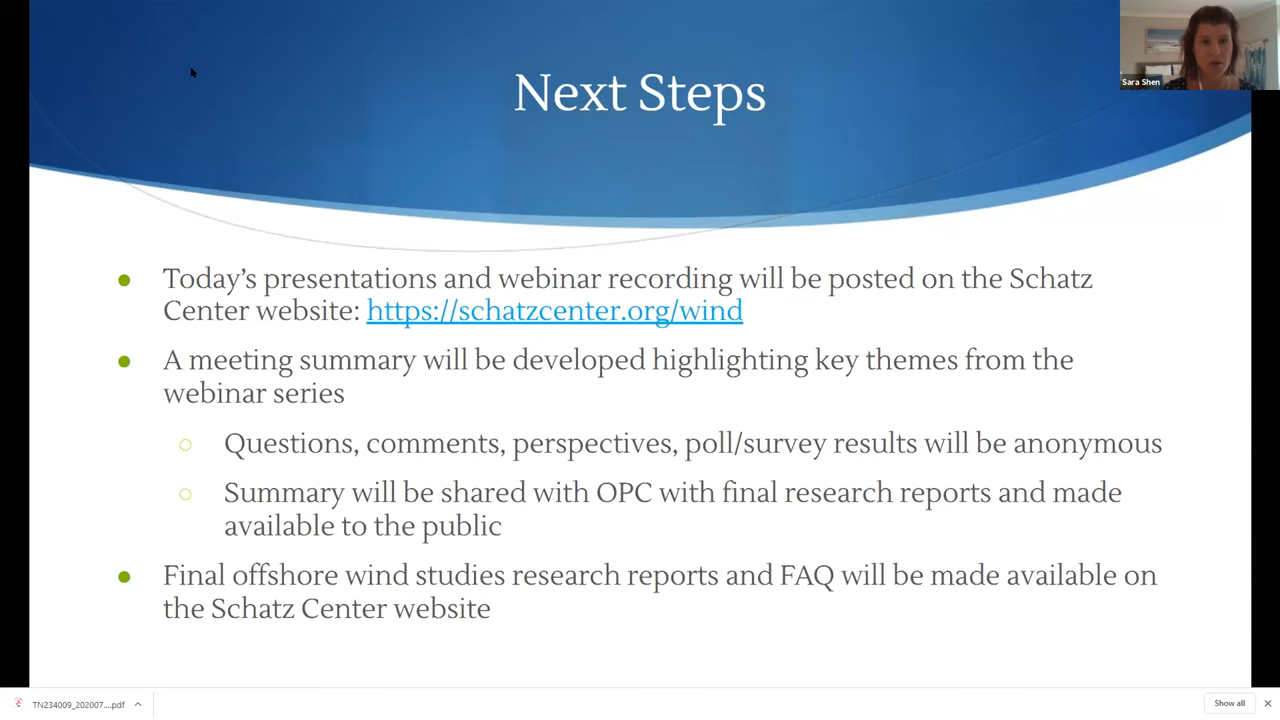 Sara Shen
Next Steps
Today's presentations and webinar recording will be posted on the Schatz
Center website: https://schatzcenter.org/wind
A meeting summary will be developed highlighting key themes from the
webinar series
Questions, comments, perspectives, poll/survey results will be anonymous
Summary will be shared with OPC with final research reports and made
available to the public
Final offshore wind studies research reports and FAQ will be made available on
the Schatz Center website
TN234009_202007....pdf
Show all